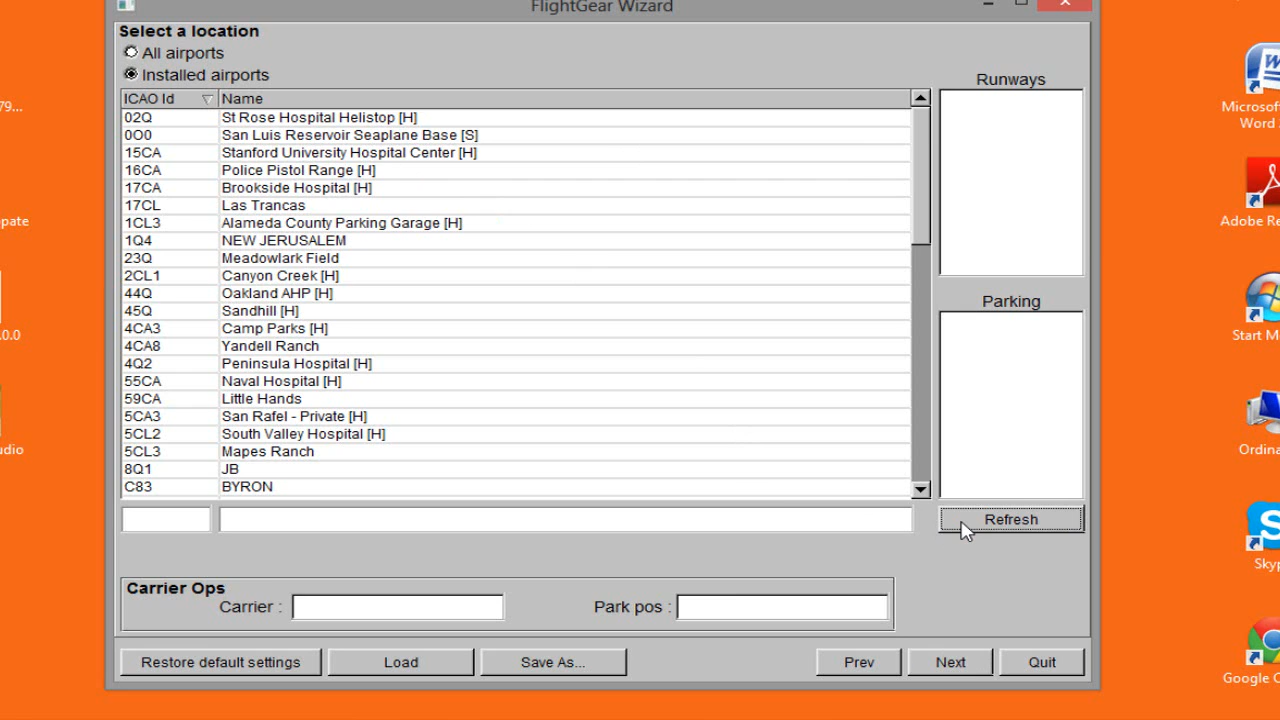 FlightGear Wizard
Select a location
All airports
Installed airports
ICAO Id Name
02Q St Rose Hospital Helistop [H]
0O0 San Luis Reservoir Seaplane Base [S]
15CA Stanford University Hospital Center [H]
16CA Police Pistol Range [H]
17CA Brookside Hospital [H]
17CL Las Trancas
1CL3 Alameda County Parking Garage [H]
1Q4 NEW JERUSALEM
23Q Meadowlark Field
2CL1 Canyon Creek [H]
44Q Oakland AHP [H]
45Q Sandhill [H]
4CA3 Camp Parks [H]
4CA8 Yandell Ranch
4Q2 Peninsula Hospital [H]
55CA Naval Hospital [H]
59CA Little Hands
5CA3 San Rafel - Private [H]
5CL2 South Valley Hospital [H]
5CL3 Mapes Ranch
8Q1 JB
C83 BYRON
Runways
Parking
Refresh
Carrier Ops
Carrier : Park pos :
Restore default settings Load Save As... Prev Next Quit
79...
pate
.0.0
udio
Microsof
Word
Adobe Re
Start M
Ordina
Skyp
Google C